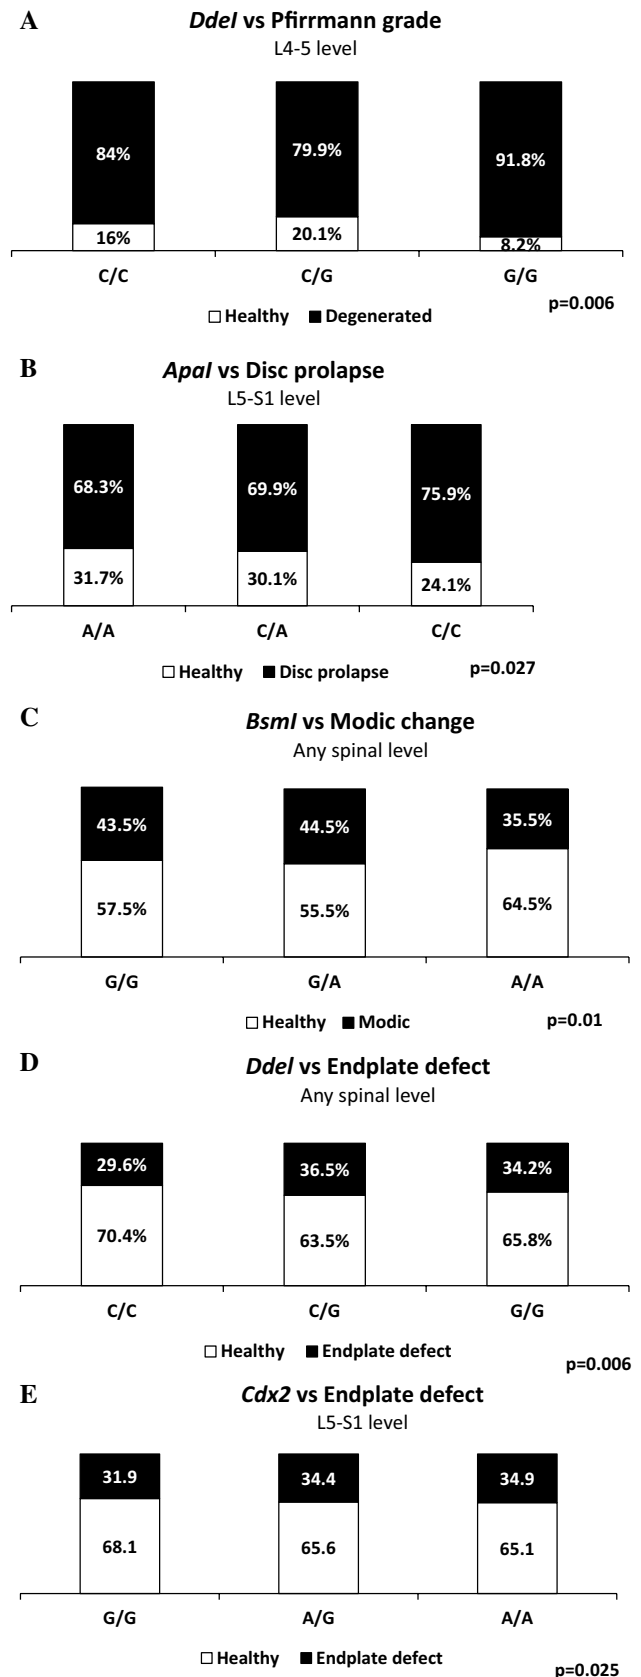 A
DdeI vs Pfirrmann grade
L4-5 level
84% 79.9% 91.8%
16% 20.1% 8.2%
C/C C/G G/G
Healthy Degenerated
p=0.006
B
ApaI vs Disc prolapse
L5-S1 level
68.3% 69.9% 75.9%
31.7% 30.1% 24.1%
A/A C/A C/C
Healthy Disc prolapse
p=0.027
C
BsmI vs Modic change
Any spinal level
43.5% 44.5% 35.5%
57.5% 55.5% 64.5%
G/G G/A A/A
Healthy Modic
p=0.01
D
DdeI vs Endplate defect
Any spinal level
29.6% 36.5% 34.2%
70.4% 63.5% 65.8%
C/C C/G G/G
Healthy Endplate defect
p=0.006
E
Cdx2 vs Endplate defect
L5-S1 level
31.9 34.4 34.9
68.1 65.6 65.1
G/G A/G A/A
Healthy Endplate defect
p=0.025